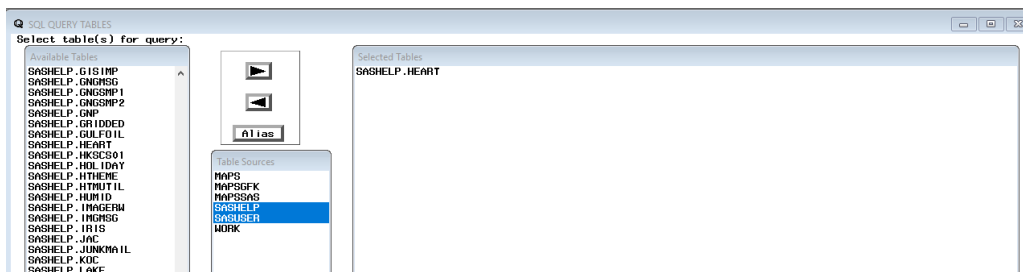 SQL QUERY TABLES
Select table(s) for query:
Available Tables
SASHELP.GISIMP
SASHELP.GNGMSG
SASHELP.GNGSMP1
SASHELP.GNGSMP2
SASHELP.GNP
SASHELP.GRIDDED
SASHELP.GULFOIL
SASHELP.HEART
SASHELP.HKSCS01
SASHELP.HOLIDAY
SASHELP.HTHEME
SASHELP.HTMUTIL
SASHELP.HUMID
SASHELP.IMAGERW
SASHELP.IMGMSG
SASHELP.IRIS
SASHELP.JAC
SASHELP.JUNKMAIL
SASHELP.KOC
SASHELP.LAKE
Alias
Table Sources
MAPS
MAPSGFK
MAPSSAS
SASHELP
SASUSER
WORK
Selected Tables
SASHELP.HEART